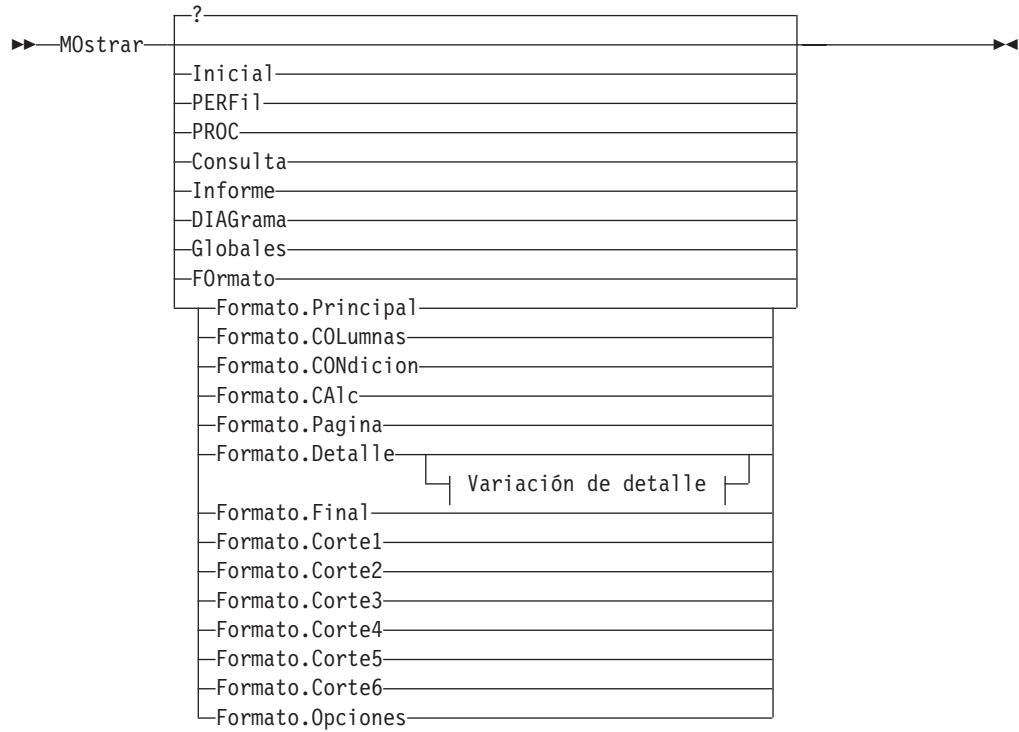 ?
MOstrar
Inicial
PERFil
PROC
Consulta
Informe
DIAGrama
Globales
FOrmato
Formato.Principal
Formato.COLumnas
Formato.CONdicion
Formato.CAlc
Formato.Pagina
Formato.Detalle
Variación de detalle
Formato.Final
Formato.Corte1
Formato.Corte2
Formato.Corte3
Formato.Corte4
Formato.Corte5
Formato.Corte6
Formato.Opciones